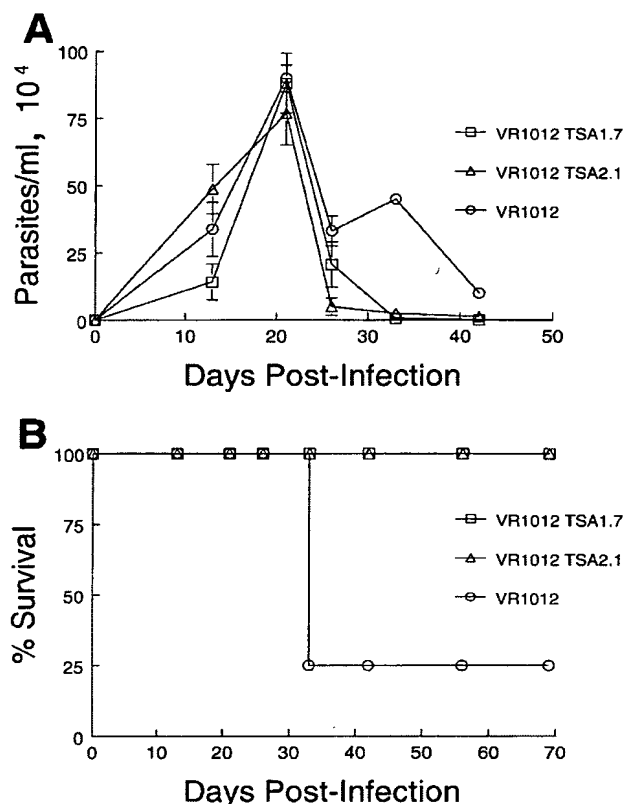 A
Parasites/ml, 10⁴
100
75
50
25
0
0 10 20 30 40 50
Days Post-Infection
VR1012 TSA1.7
VR1012 TSA2.1
VR1012
B
% Survival
100
75
50
25
0
0 10 20 30 40 50 60 70
Days Post-Infection
VR1012 TSA1.7
VR1012 TSA2.1
VR1012